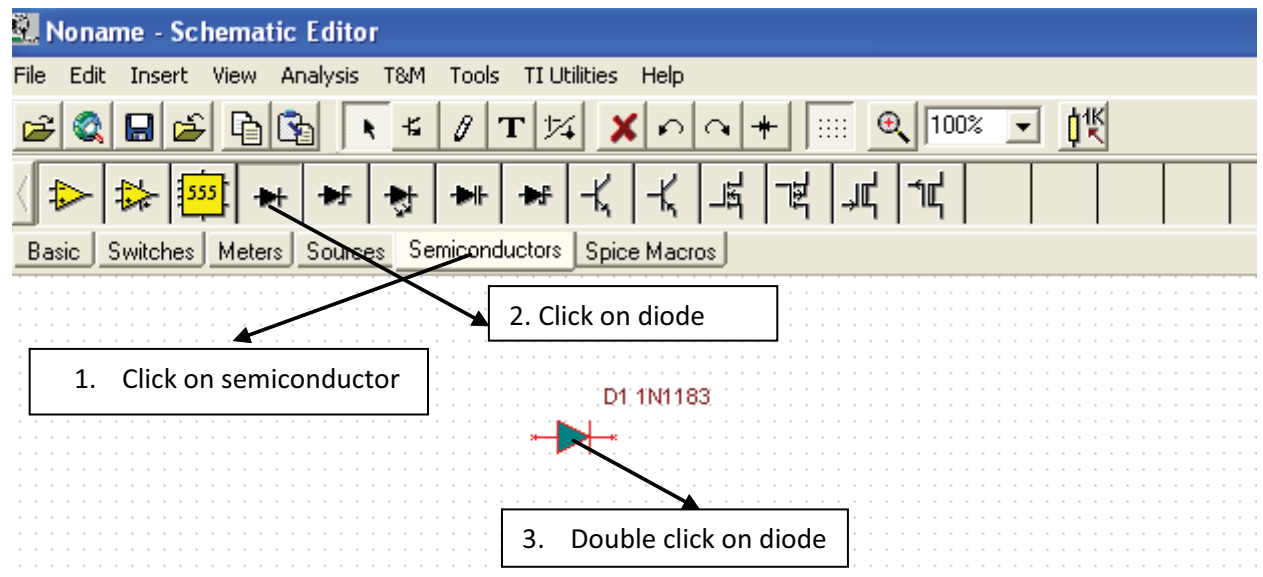 Noname - Schematic Editor
File Edit Insert View Analysis T&M Tools TI Utilities Help
T 100% 1K
555
Basic Switches Meters Sources Semiconductors Spice Macros
2. Click on diode
1. Click on semiconductor
D1 1N1183
3. Double click on diode